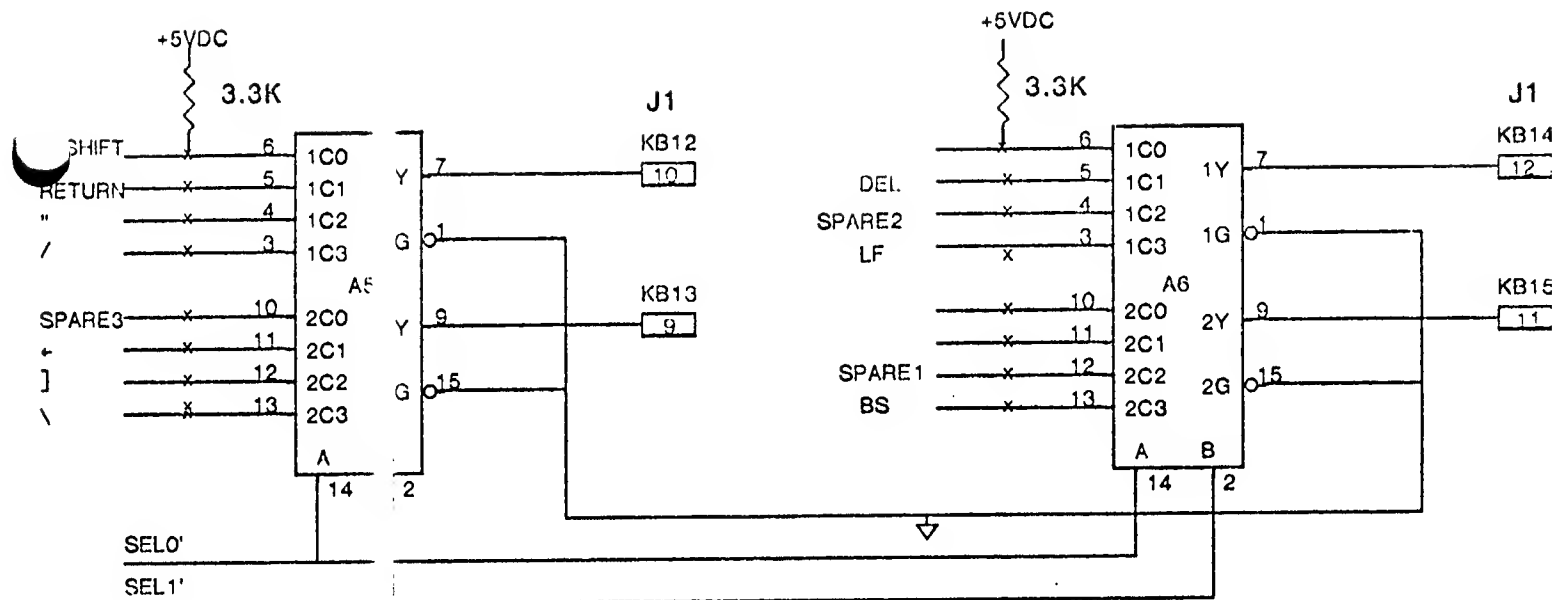 +5VDC
3.3K
J1
KB12
10
SHIFT 6 1C0
RETURN 5 1C1
" 4 1C2
/ 3 1C3
Y 7
G 1
A5
KB13
9
SPARE3 10 2C0
← 11 2C1
] 12 2C2
\ 13 2C3
Y 9
G 15
A
14 2
+5VDC
3.3K
J1
KB14
12
6 1C0
DEL 5 1C1
SPARE2 4 1C2
LF 3 1C3
1Y 7
1G 1
A6
KB15
11
10 2C0
11 2C1
SPARE1 12 2C2
BS 13 2C3
2Y 9
2G 15
A B
14 2
SEL0'
SEL1'